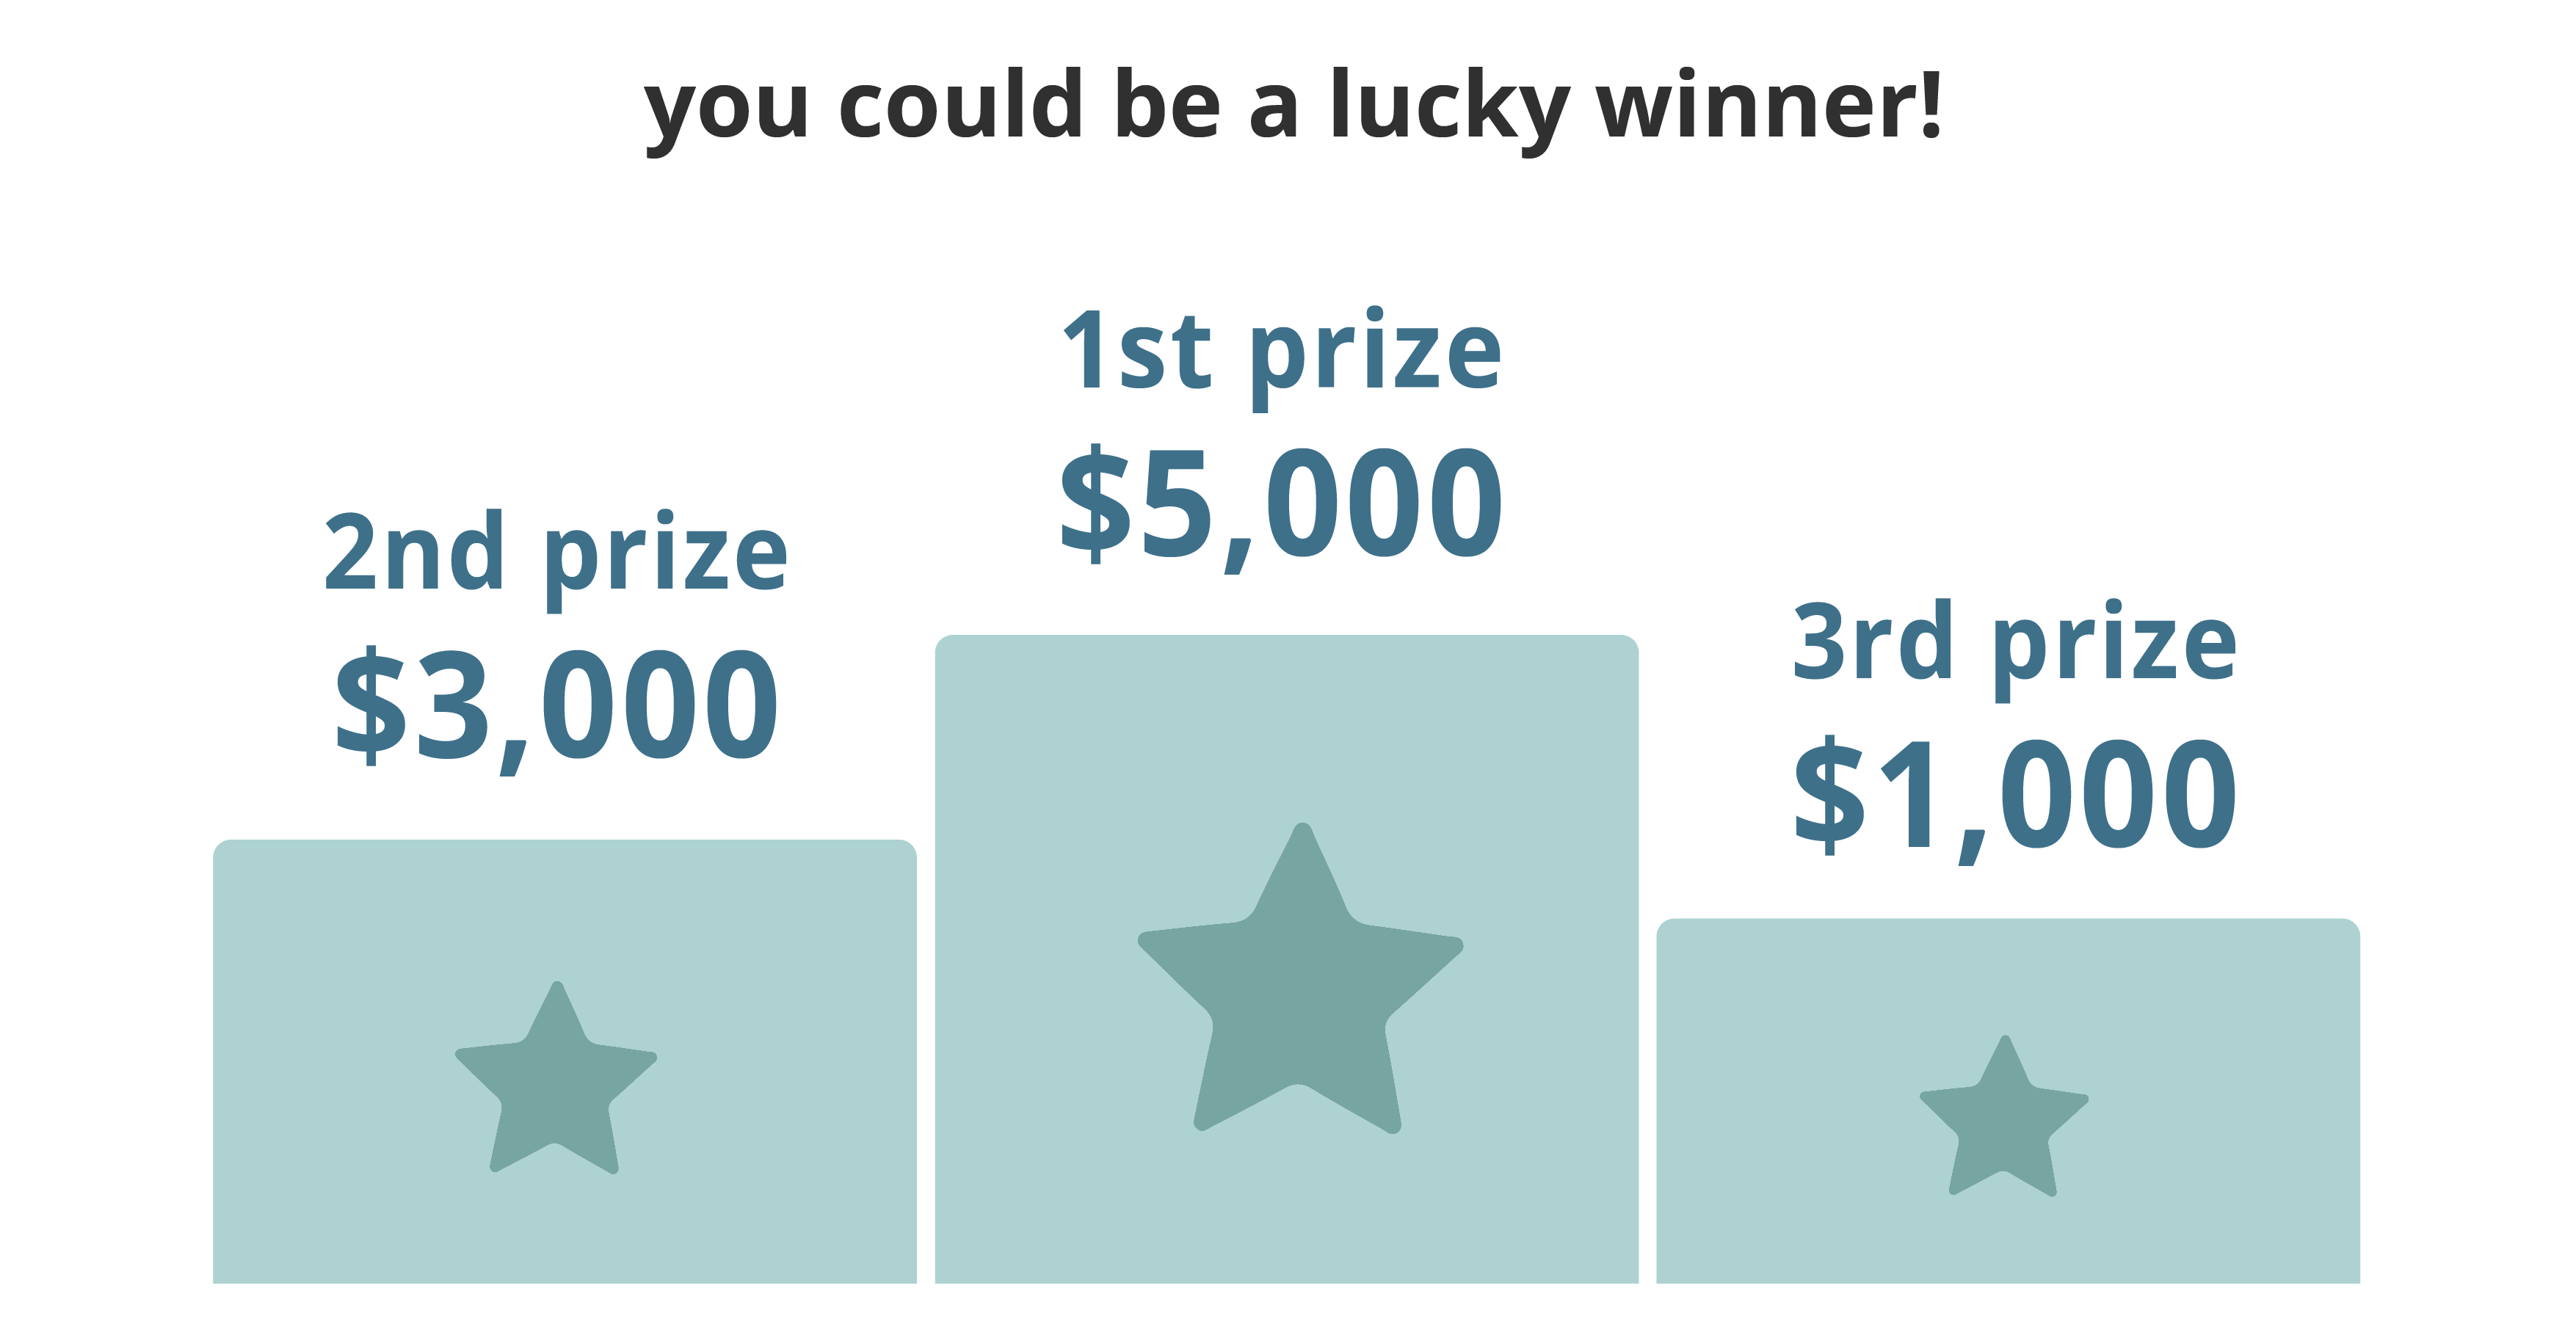 you could be a lucky winner!
1st prize
$5,000
2nd prize
$3,000
3rd prize
$1,000